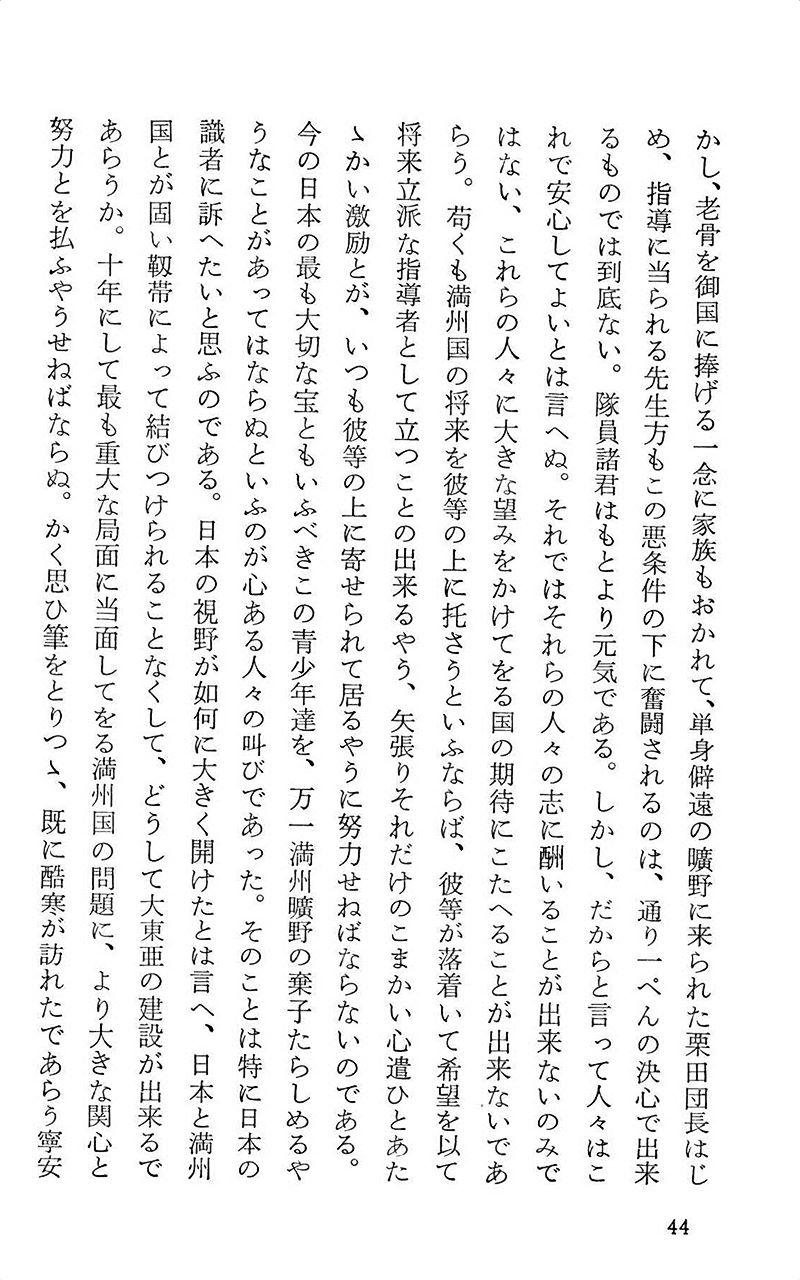 かし、老骨を御国に捧げる一念に家族もおかれて、単身僻遠の曠野に来られた栗田団長はじ
め、指導に当られる先生方もこの悪条件の下に奮闘されるのは、通り一ぺんの決心で出来
るものでは到底ない。隊員諸君はもとより元気である。しかし、だからと言って人々はこ
れで安心してよいとは言へぬ。それではそれらの人々の志に酬いることが出来ないのみで
はない、これらの人々に大きな望みをかけてをる国の期待にこたへることが出来ないであ
らう。苟くも満州国の将来を彼等の上に托さうといふならば、彼等が落着いて希望を以て
将来立派な指導者として立つことの出来るやう、矢張りそれだけのこまかい心遣ひとあた
ゝかい激励とが、いつも彼等の上に寄せられて居るやうに努力せねばならないのである。
今の日本の最も大切な宝ともいふべきこの青少年達を、万一満州曠野の棄子たらしめるや
うなことがあってはならぬといふのが心ある人々の叫びであった。そのことは特に日本の
識者に訴へたいと思ふのである。日本の視野が如何に大きく開けたとは言へ、日本と満州
国とが固い靱帯によって結びつけられることなくして、どうして大東亜の建設が出来るで
あらうか。十年にして最も重大な局面に当面してをる満州国の問題に、より大きな関心と
努力とを払ふやうせねばならぬ。かく思ひ筆をとりつゝ、既に酷寒が訪れたであらう寧安
44